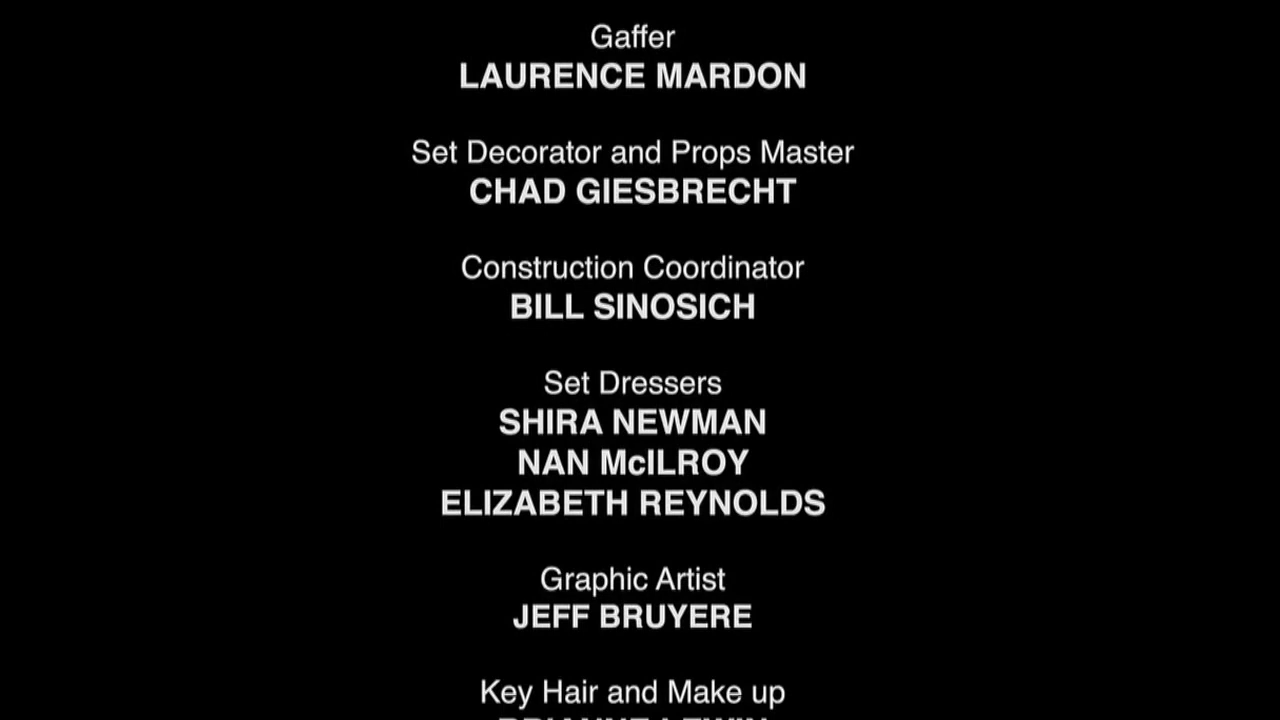 Gaffer
LAURENCE MARDON
Set Decorator and Props Master
CHAD GIESBRECHT
Construction Coordinator
BILL SINOSICH
Set Dressers
SHIRA NEWMAN
NAN McILROY
ELIZABETH REYNOLDS
Graphic Artist
JEFF BRUYERE
Key Hair and Make up